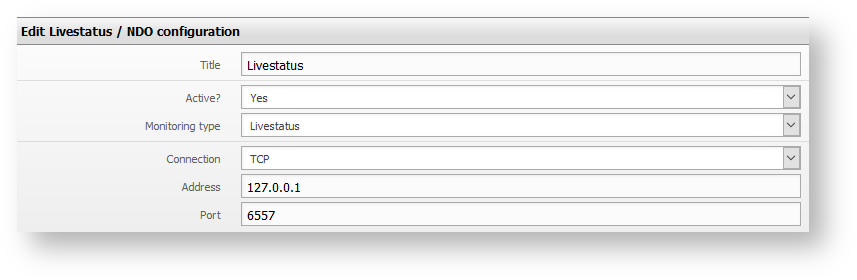 Edit Livestatus / NDO configuration
Title Livestatus
Active? Yes
Monitoring type Livestatus
Connection TCP
Address 127.0.0.1
Port 6557